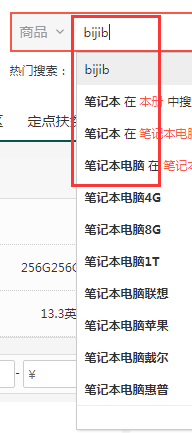 商品 bijib
热门搜索： bijib
笔记本 在 本册 中搜
区 定点扶 笔记本 在 笔记本电脑
笔记本电脑 在 笔记本
笔记本电脑4G
笔记本电脑8G
256G256G 笔记本电脑1T
笔记本电脑联想
13.3英 笔记本电脑苹果
笔记本电脑戴尔
- ¥ 笔记本电脑惠普